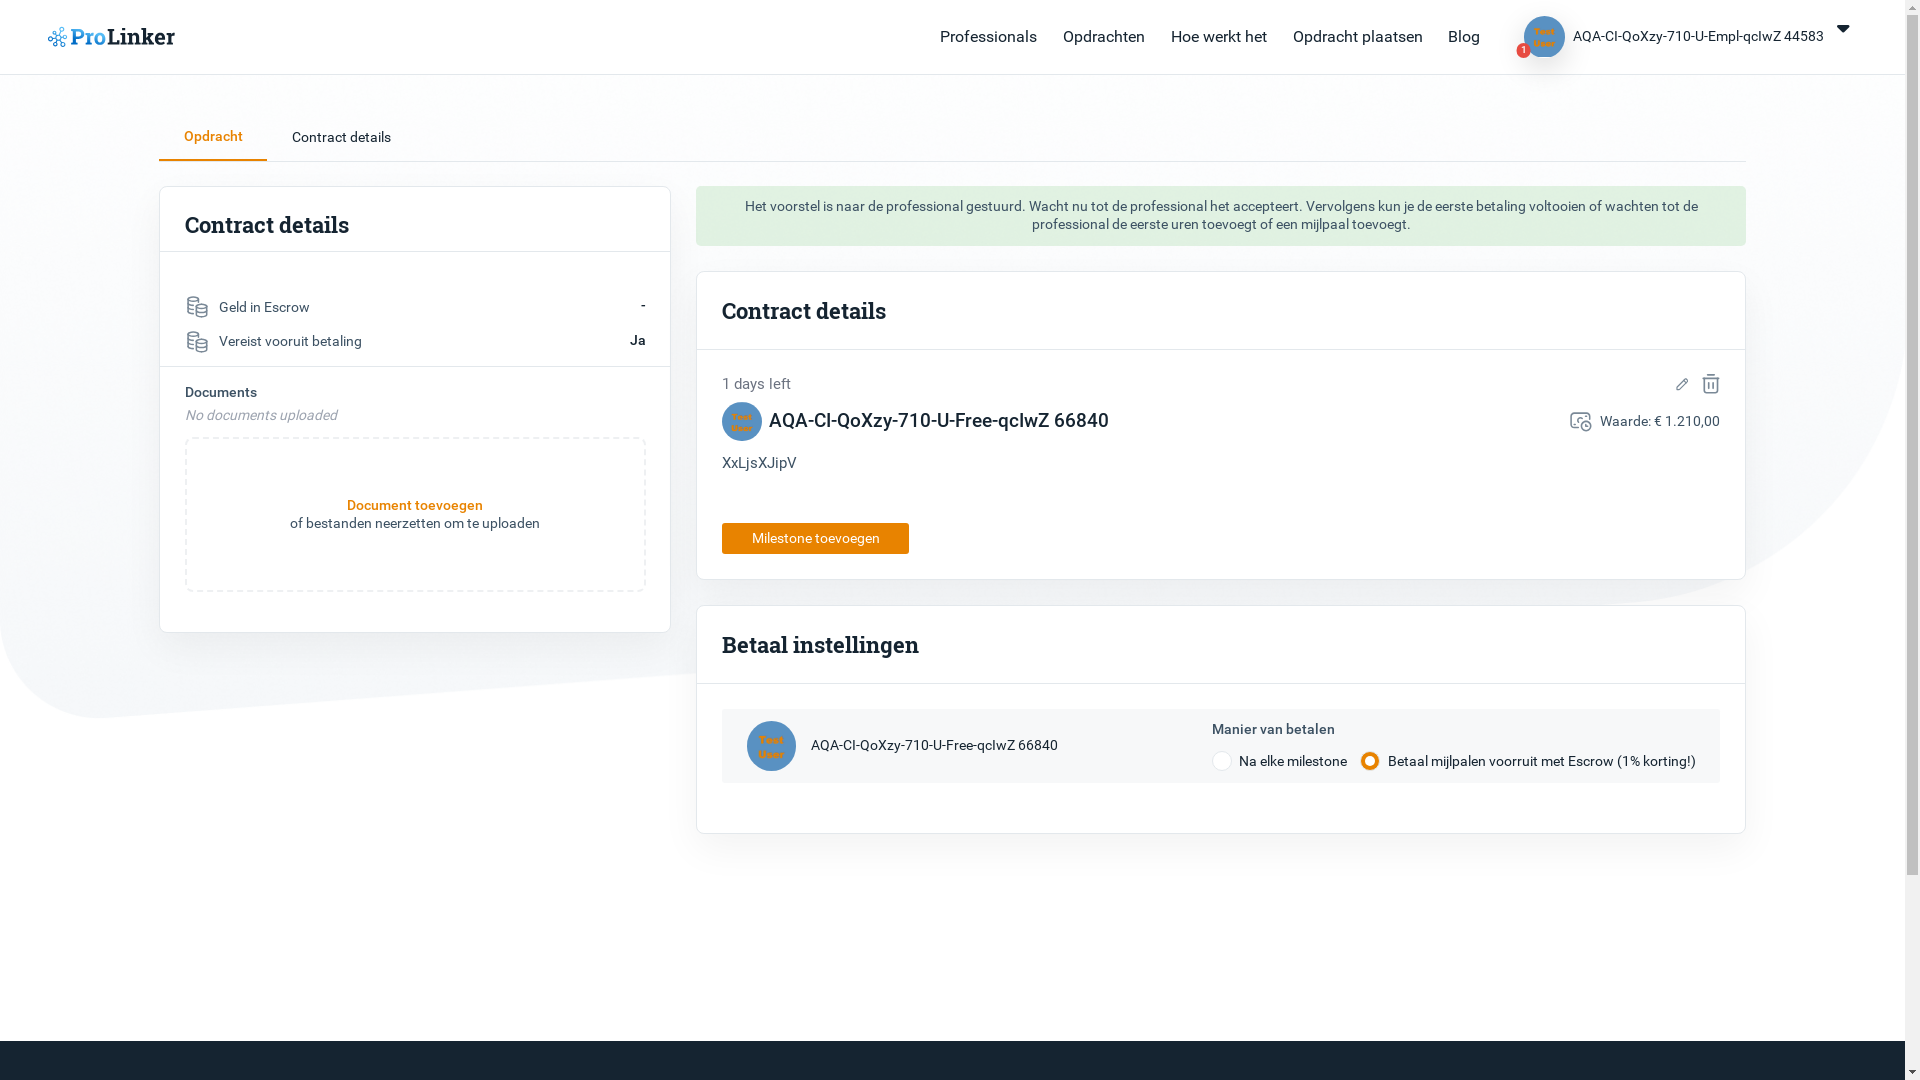 ProLinker
Professionals
Opdrachten
Hoe werkt het
Opdracht plaatsen
Blog
Test
User
1
AQA-CI-QoXzy-710-U-Empl-qcIwZ 44583
Opdracht
Contract details
Contract details
Geld in Escrow
-
Vereist vooruit betaling
Ja
Documents
No documents uploaded
Document toevoegen
of bestanden neerzetten om te uploaden
Het voorstel is naar de professional gestuurd. Wacht nu tot de professional het accepteert. Vervolgens kun je de eerste betaling voltooien of wachten tot de
professional de eerste uren toevoegt of een mijlpaal toevoegt.
Contract details
1 days left
Test
User
AQA-CI-QoXzy-710-U-Free-qcIwZ 66840
Waarde: € 1.210,00
XxLjsXJipV
Milestone toevoegen
Betaal instellingen
Test
User
AQA-CI-QoXzy-710-U-Free-qcIwZ 66840
Manier van betalen
Na elke milestone
Betaal mijlpalen voorruit met Escrow (1% korting!)